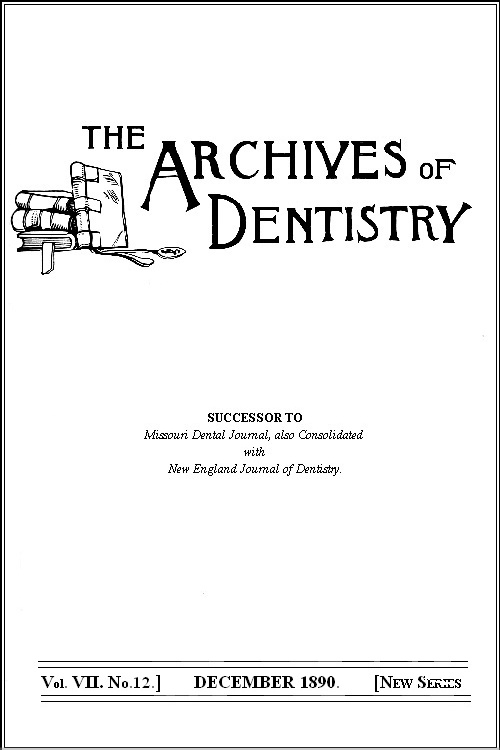 THE
ARCHIVES OF
DENTISTRY
SUCCESSOR TO
Missouri Dental Journal, also Consolidated
with
New England Journal of Dentistry.
Vol. VII. No.12.] DECEMBER 1890. [NEW SERIES